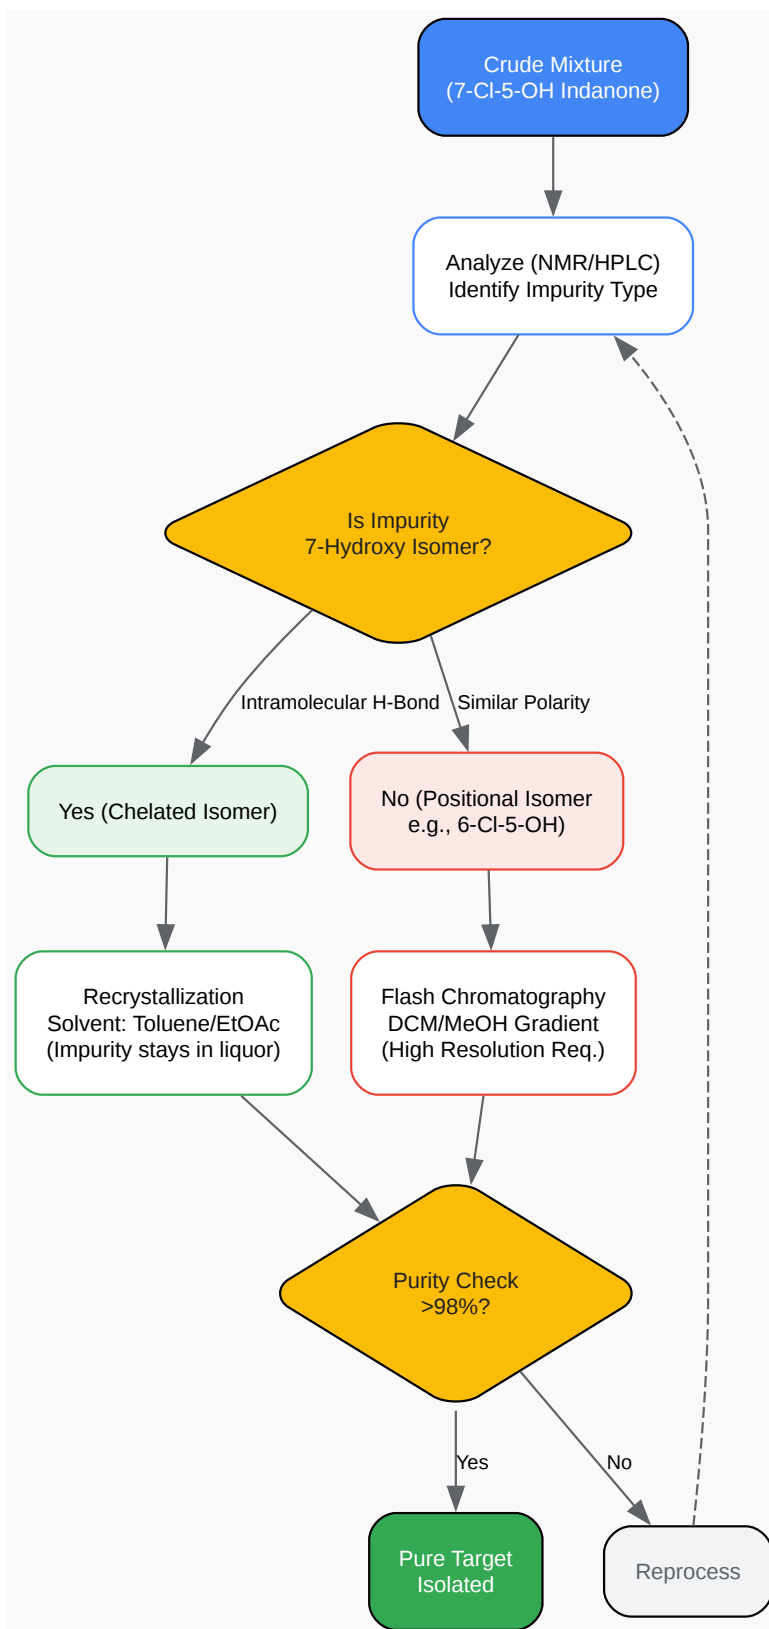 Crude Mixture
(7-Cl-5-OH Indanone)
Analyze (NMR/HPLC)
Identify Impurity Type
Is Impurity
7-Hydroxy Isomer?
Intramolecular H-Bond
Similar Polarity
Yes (Chelated Isomer)
No (Positional Isomer
e.g., 6-Cl-5-OH)
Recrystallization
Solvent: Toluene/EtOAc
(Impurity stays in liquor)
Flash Chromatography
DCM/MeOH Gradient
(High Resolution Req.)
Purity Check
>98%?
Yes
No
Pure Target
Isolated
Reprocess